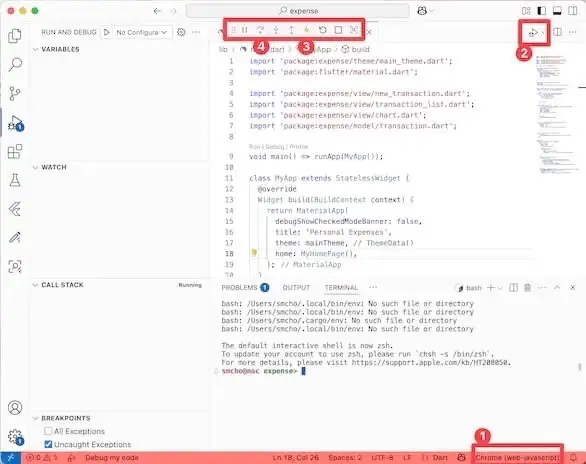 expense
RUN AND DEBUG
No Configurat
4
3
2
lib
App
build
VARIABLES
1 import 'package:expense/theme/main_theme.dart';
2 import 'package:flutter/material.dart';
3
4 import 'package:expense/view/new_transaction.dart';
5 import 'package:expense/view/transaction_list.dart';
6 import 'package:expense/view/chart.dart';
7 import 'package:expense/model/transaction.dart';
8
Run | Debug | Profile
9 void main() => runApp(MyApp());
10
11 class MyApp extends StatelessWidget {
12 @override
13 Widget build(BuildContext context) {
14 return MaterialApp(
15 debugShowCheckedModeBanner: false,
16 title: 'Personal Expenses',
17 theme: mainTheme, // ThemeData()
18 home: MyHomePage(),
19 ); // MaterialApp
20 }
1
WATCH
CALL STACK
Running
PROBLEMS 1 OUTPUT TERMINAL ...
bash
bash: /Users/smcho/.local/bin/env: No such file or directory
bash: /Users/smcho/.local/bin/env: No such file or directory
bash: /Users/smcho/.cargo/env: No such file or directory
bash: /Users/smcho/.local/bin/env: No such file or directory
The default interactive shell is now zsh.
To update your account to use zsh, please run `chsh -s /bin/zsh`.
For more details, please visit https://support.apple.com/kb/HT208050.
smcho@msc expense>
BREAKPOINTS
All Exceptions
Uncaught Exceptions
1
1
0 1
Debug my code
Ln 18, Col 26
Spaces: 2
UTF-8
LF
{} Dart
Chrome (web-javascript)